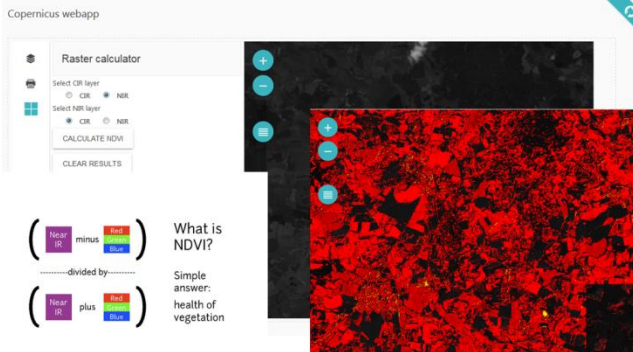 Copernicus webapp
Raster calculator
Select CIR layer
CIR NIR
Select NIR layer
CIR NIR
CALCULATE NDVI
CLEAR RESULTS
Near
IR
minus
Red
Green
Blue
divided by
Near
IR
plus
Red
Green
Blue
What is
NDVI?
Simple
answer:
health of
vegetation